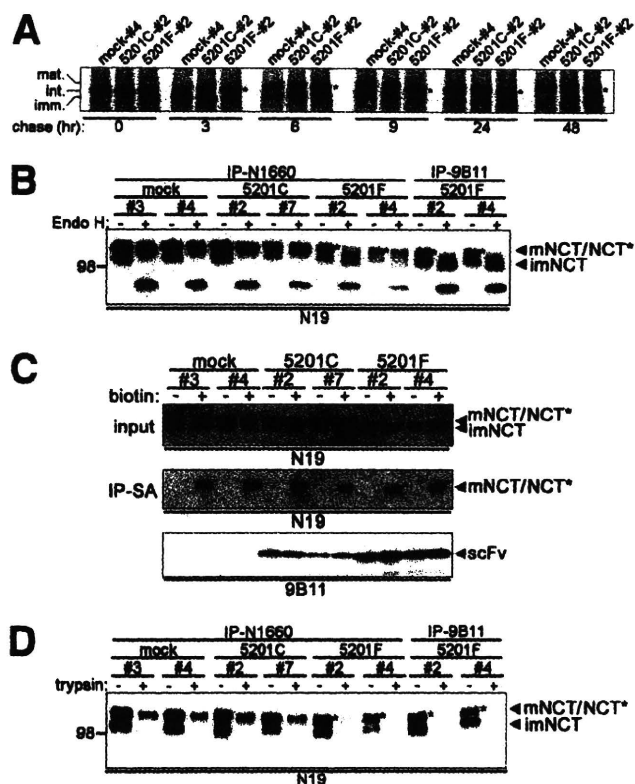 A
mock-#4 5201C-#2 5201F-#2 mock-#4 5201C-#2 5201F-#2 mock-#4 5201C-#2 5201F-#2 mock-#4 5201C-#2 5201F-#2 mock-#4 5201C-#2 5201F-#2 mock-#4 5201C-#2 5201F-#2
mat.
int. * * * * *
imm.
chase (hr): 0 3 6 9 24 48
B
IP-N1660 IP-9B11
mock 5201C 5201F 5201F
#3 #4 #2 #7 #2 #4 #2 #4
Endo H: - + - + - + - + - + - + - + - +
mNCT/NCT*
98 imNCT
N19
C
mock 5201C 5201F
#3 #4 #2 #7 #2 #4
biotin: - + - + - + - + - + - +
input mNCT/NCT*
imNCT
N19
IP-SA mNCT/NCT*
N19
scFv
9B11
D
IP-N1660 IP-9B11
mock 5201C 5201F 5201F
#3 #4 #2 #7 #2 #4 #2 #4
trypsin: - + - + - + - + - + - + - + - +
* * * * mNCT/NCT*
98 imNCT
N19